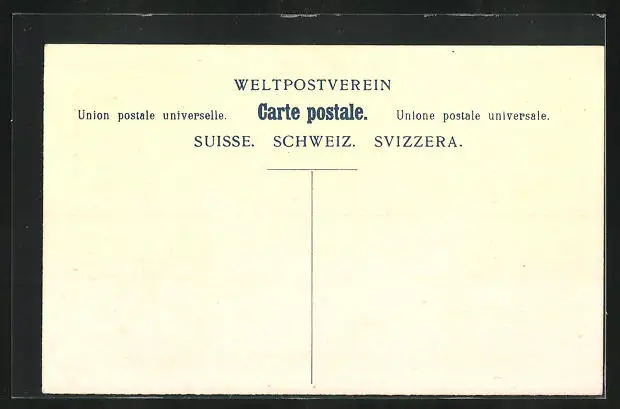 WELTPOSTVEREIN
Union postale universelle. Carte postale. Unione postale universale.
SUISSE. SCHWEIZ. SVIZZERA.